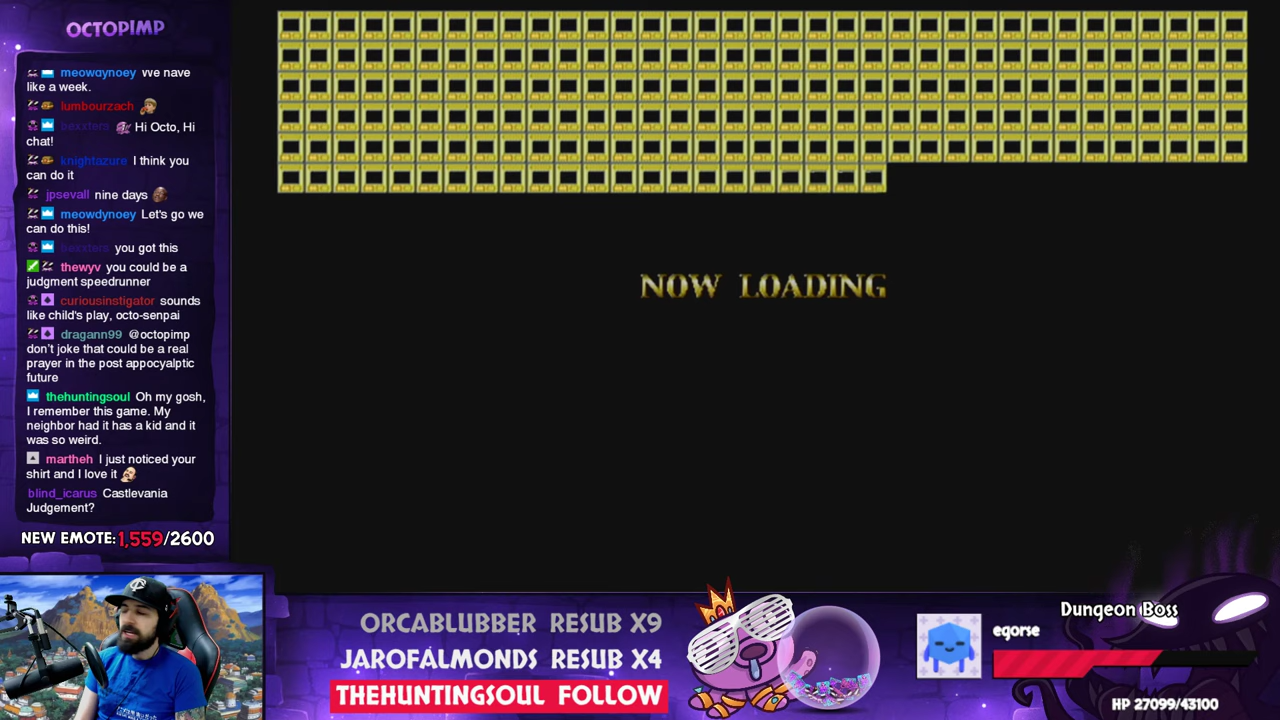 OCTOPIMP
meowdynoey We have
like a week.
lumbourzach
bexxters Hi Octo, Hi
chat!
knightazure I think you
can do it
jpsevall nine days
meowdynoey Let's go we
can do this!
bexxters you got this
thewyv you could be a
judgment speedrunner
curiousinstigator sounds
like child's play, octo-senpai
dragann99 @octopimp
don't joke that could be a real
prayer in the post appocyalptic
future
thehuntingsoul Oh my gosh,
I remember this game. My
neighbor had it has a kid and it
was so weird.
martheh I just noticed your
shirt and I love it
blind_icarus Castlevania
Judgement?
NEW EMOTE: 1,559/2600
NOW LOADING
ORCABLUBBER RESUB X9
JAROFALMONDS RESUB X4
THEHUNTINGSOUL FOLLOW
Dungeon Boss
egorse
HP 27099/43100